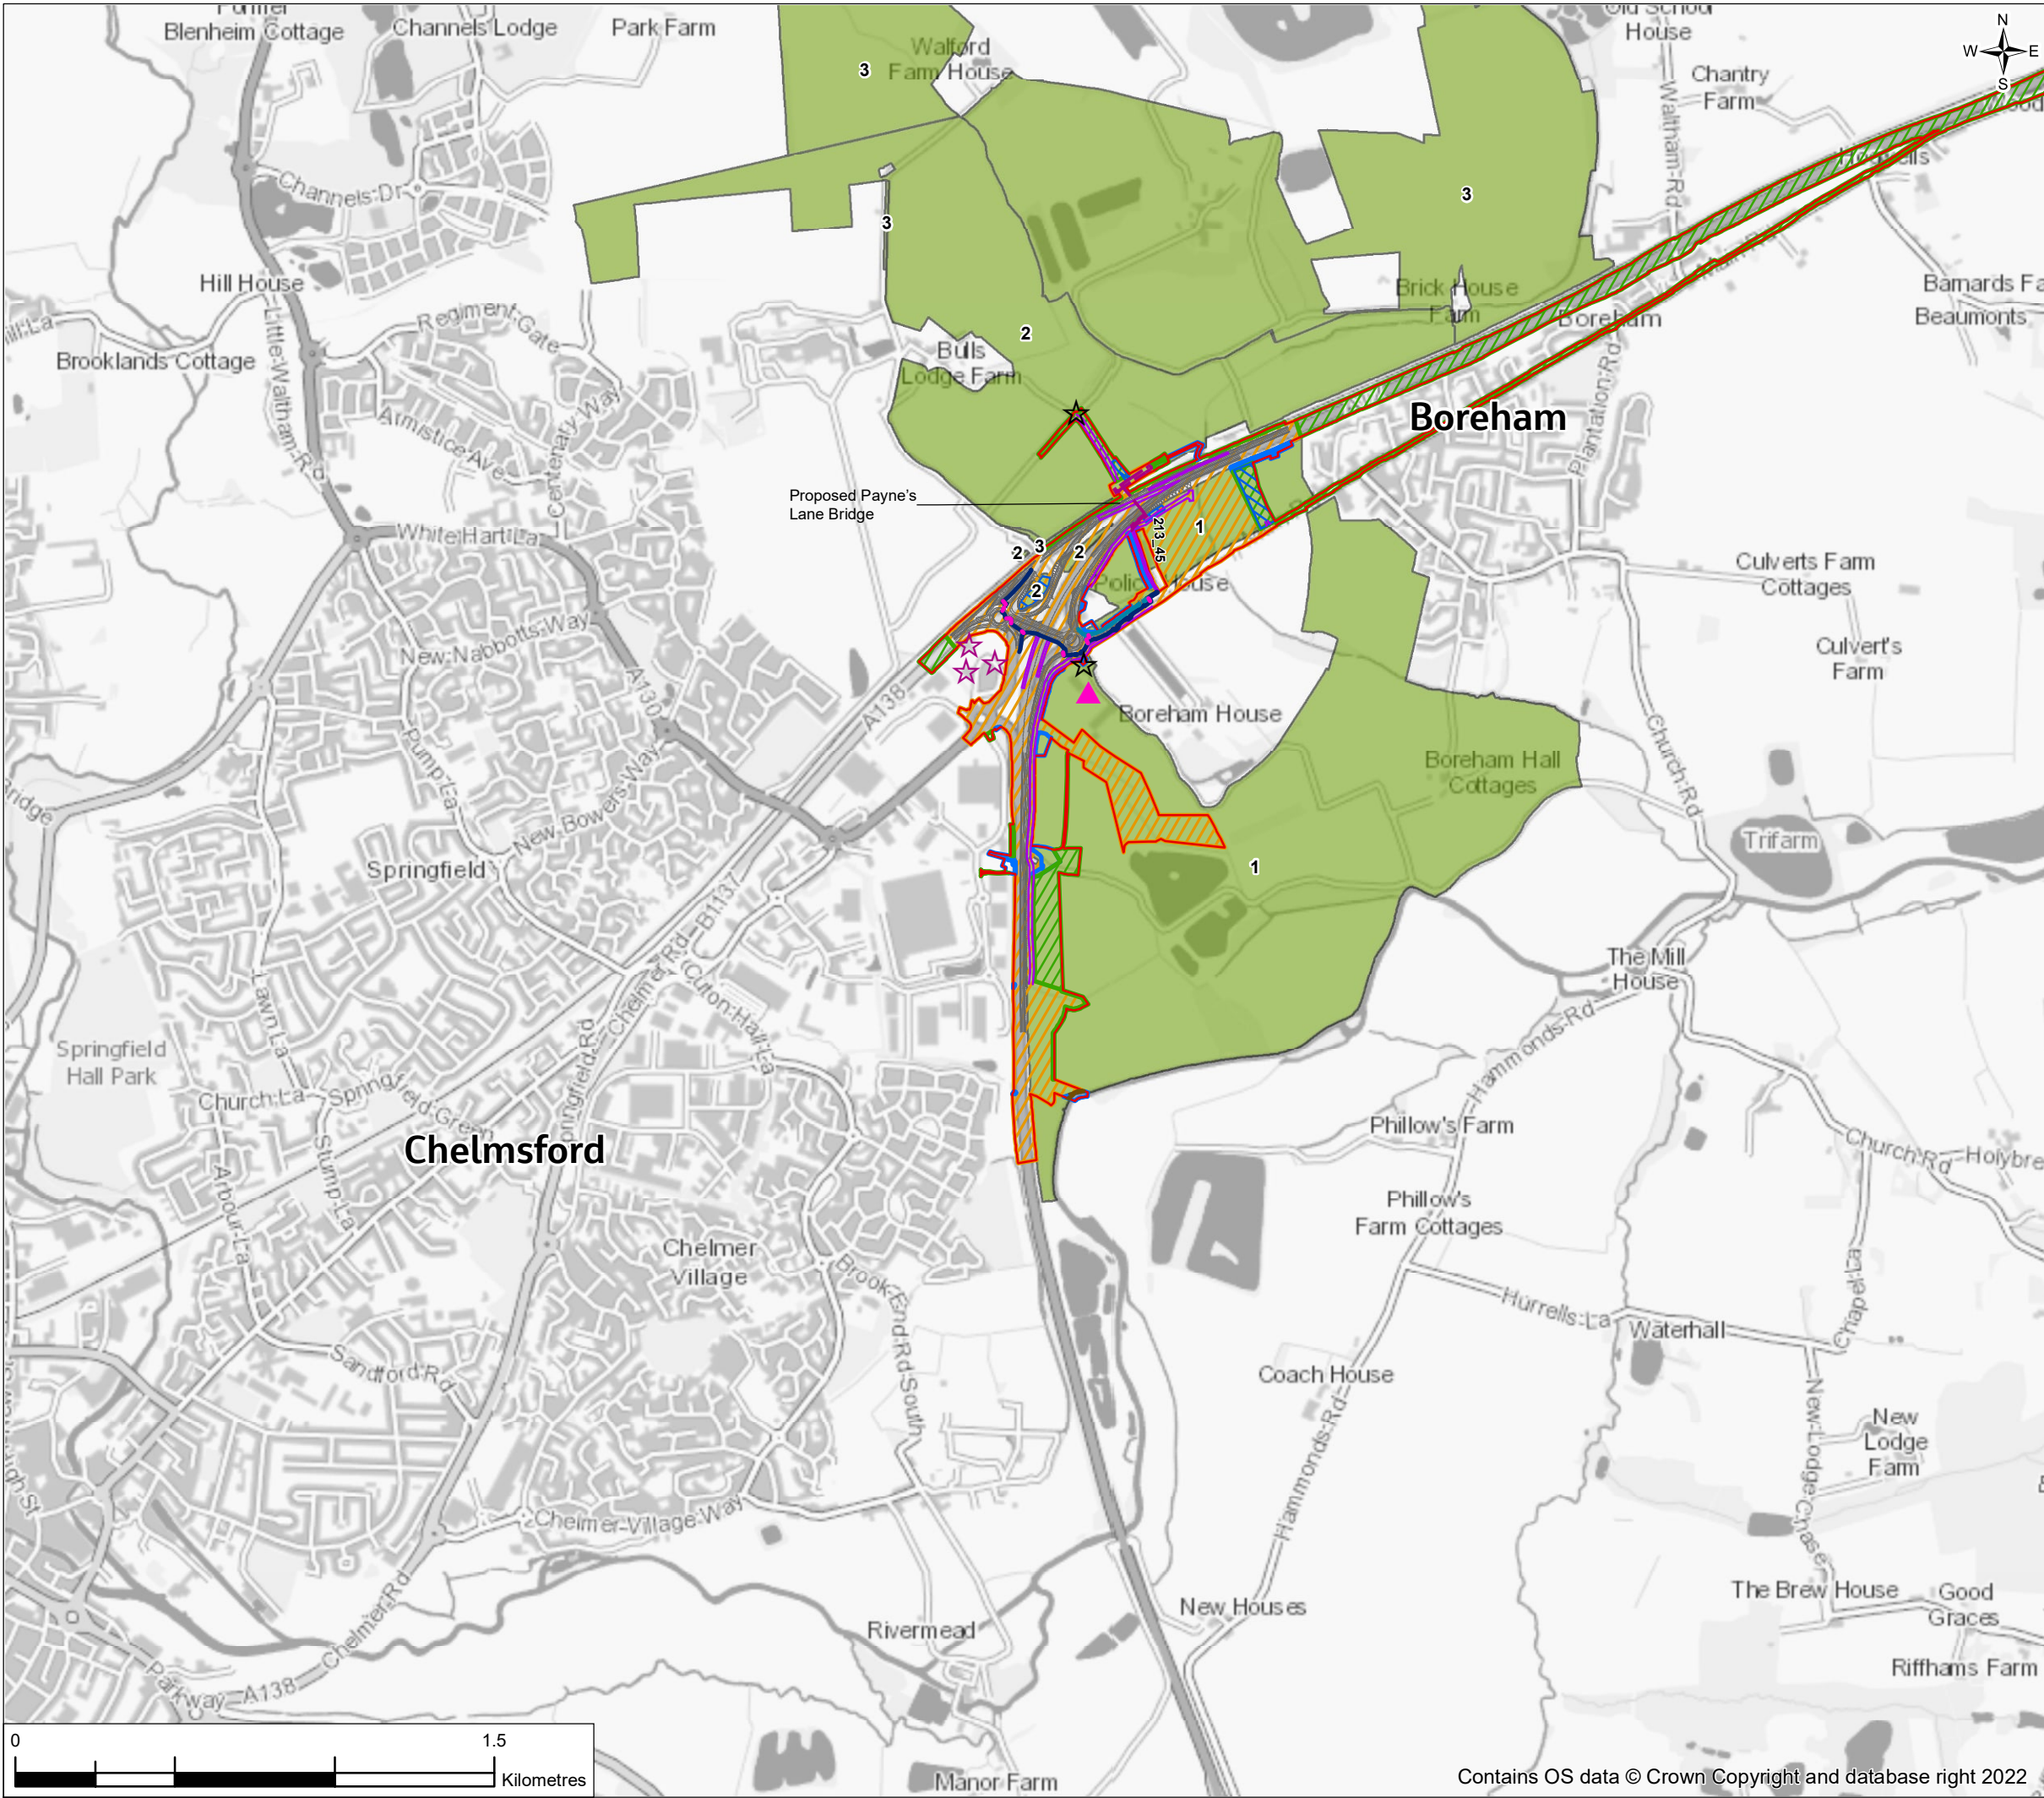 Blenheim Cottage
Channels Lodge
Park Farm
Walford
Farm House
Old School
House
N
W
E
S
Chantry
Farm
3
Waltham-Rd
3
Channels-Dr
3
Hill House
Little-Waltham-Rd
Regiment-Gate
Brooklands Cottage
Armistice-Ave
Centenary-Way
2
Bulls
Lodge Farm
Brick House
Farm
Boreham
Main-Rd
Barnards Fa
Beaumonts
Boreham
Plantation-Rd
Proposed Payne's
Lane Bridge
White-Hart-La
2
3
2
1
213_45
2
Police House
Culverts Farm
Cottages
New-Nabbotts-Way
A130
A138
Culvert's
Farm
Boreham House
Boreham Hall
Cottages
Church-Rd
Pump-La
New-Bowers-Way
Springfield
1
Trifarm
Chelmer-Rd-B1137
Cuton-Hall-La
Lawn-La
The Mill
House
Springfield
Hall Park
Hammonds-Rd
Church-La
Springfield-Green
Chelmsford
Stump-La
Arbour-La
Phillow's Farm
Church-Rd
Phillow's
Farm Cottages
Chelmer
Village
Brook-End-Rd-South
Hurrells-La
Waterhall
Sandford-Rd
Coach House
Hammonds-Rd
New-Lodge-Chase
New
Lodge
Farm
Chelmer-Village-Way
Chelmer-Rd
New Houses
The Brew House
Good
Graces
Rivermead
Riffhams Farm
Parkway
A138
0
1.5
Kilometres
Manor Farm
Contains OS data © Crown Copyright and database right 2022